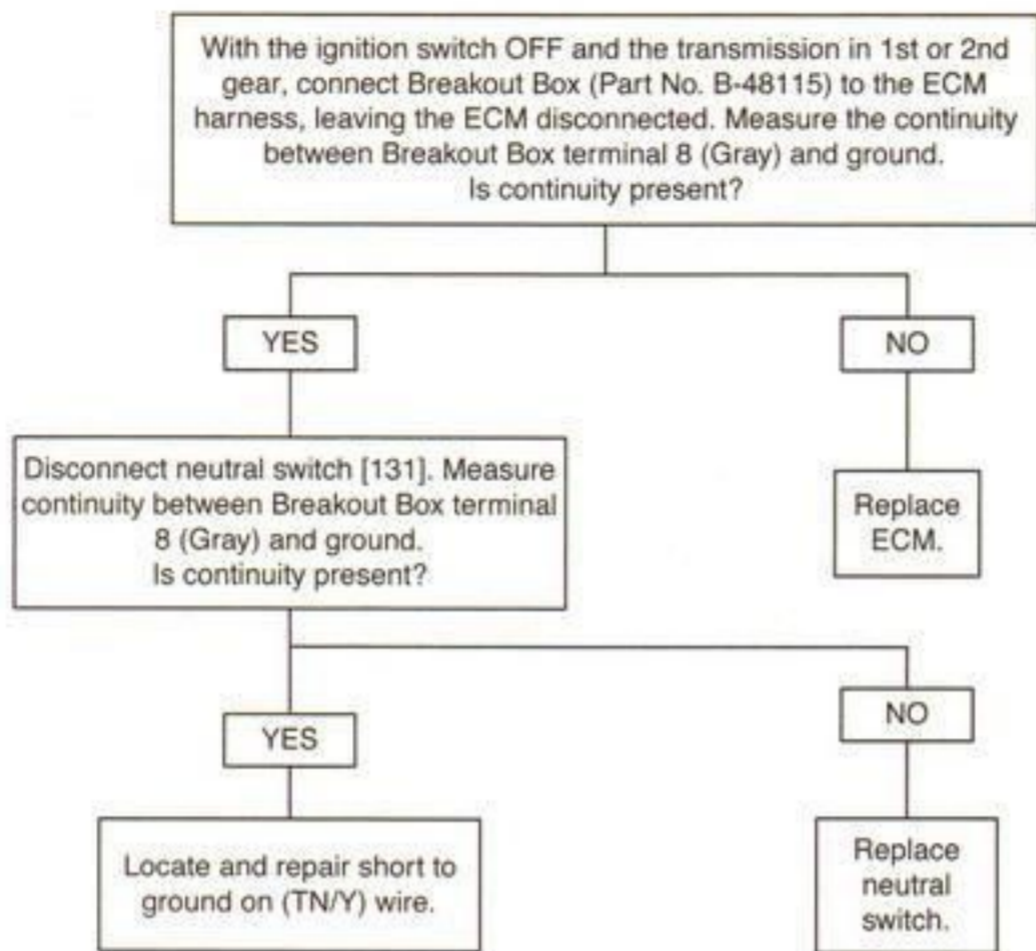 With the ignition switch OFF and the transmission in 1st or 2nd
gear, connect Breakout Box (Part No. B-48115) to the ECM
harness, leaving the ECM disconnected. Measure the continuity
between Breakout Box terminal 8 (Gray) and ground.
Is continuity present?
YES
NO
Disconnect neutral switch [131]. Measure
continuity between Breakout Box terminal
8 (Gray) and ground.
Is continuity present?
Replace
ECM.
YES
NO
Locate and repair short to
ground on (TN/Y) wire.
Replace
neutral
switch.